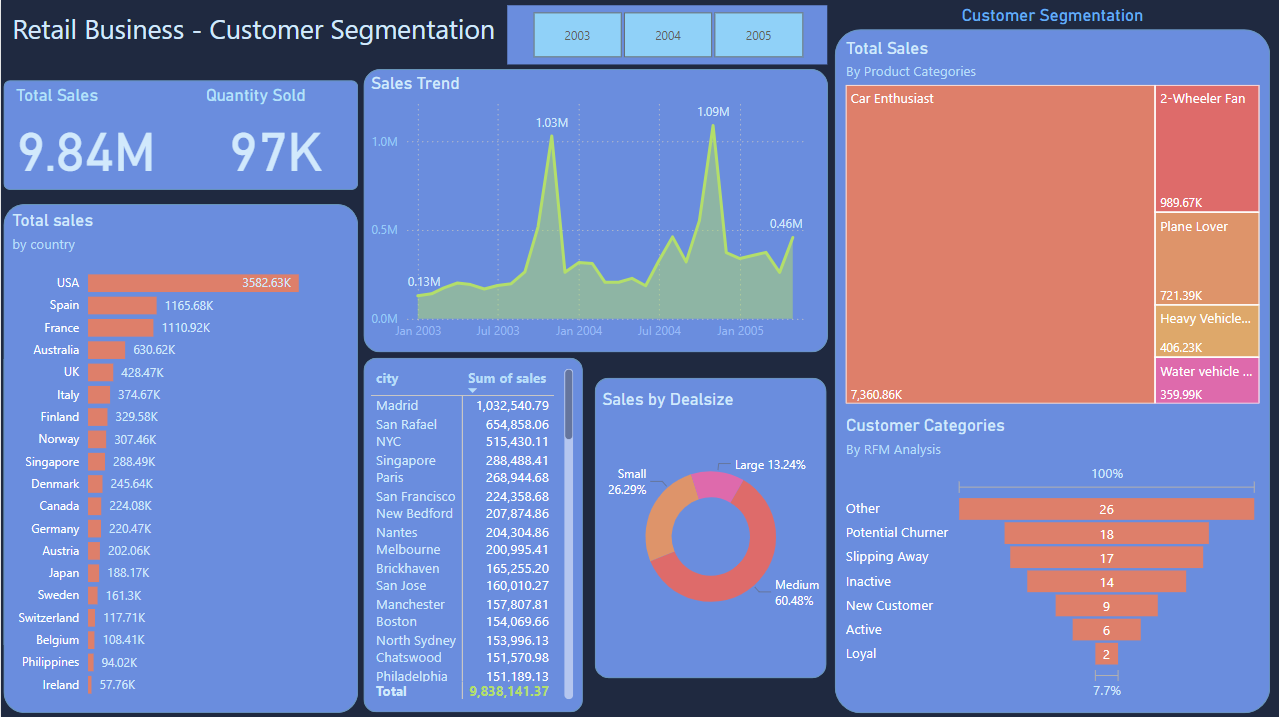 Retail Business - Customer Segmentation
2003
2004
2005
Customer Segmentation
Total Sales
Quantity Sold
9.84M
97K
Total sales
by country
USA 3582.63K
Spain 1165.68K
France 1110.92K
Australia 630.62K
UK 428.47K
Italy 374.67K
Finland 329.58K
Norway 307.46K
Singapore 288.49K
Denmark 245.64K
Canada 224.08K
Germany 220.47K
Austria 202.06K
Japan 188.17K
Sweden 161.3K
Switzerland 117.71K
Belgium 108.41K
Philippines 94.02K
Ireland 57.76K
Sales Trend
1.09M
1.03M
1.0M
0.5M
0.46M
0.13M
0.0M
Jan 2003 Jul 2003 Jan 2004 Jul 2004 Jan 2005
city Sum of sales
Madrid 1,032,540.79
San Rafael 654,858.06
NYC 515,430.11
Singapore 288,488.41
Paris 268,944.68
San Francisco 224,358.68
New Bedford 207,874.86
Nantes 204,304.86
Melbourne 200,995.41
Brickhaven 165,255.20
San Jose 160,010.27
Manchester 157,807.81
Boston 154,069.66
North Sydney 153,996.13
Chatswood 151,570.98
Philadelphia 151,189.13
Total 9,838,141.37
Sales by Dealsize
Large 13.24%
Small
26.29%
Medium
60.48%
Total Sales
By Product Categories
Car Enthusiast
7,360.86K
2-Wheeler Fan
989.67K
Plane Lover
721.39K
Heavy Vehicle...
406.23K
Water vehicle ...
359.99K
Customer Categories
By RFM Analysis
100%
Other 26
Potential Churner 18
Slipping Away 17
Inactive 14
New Customer 9
Active 6
Loyal 2
7.7%